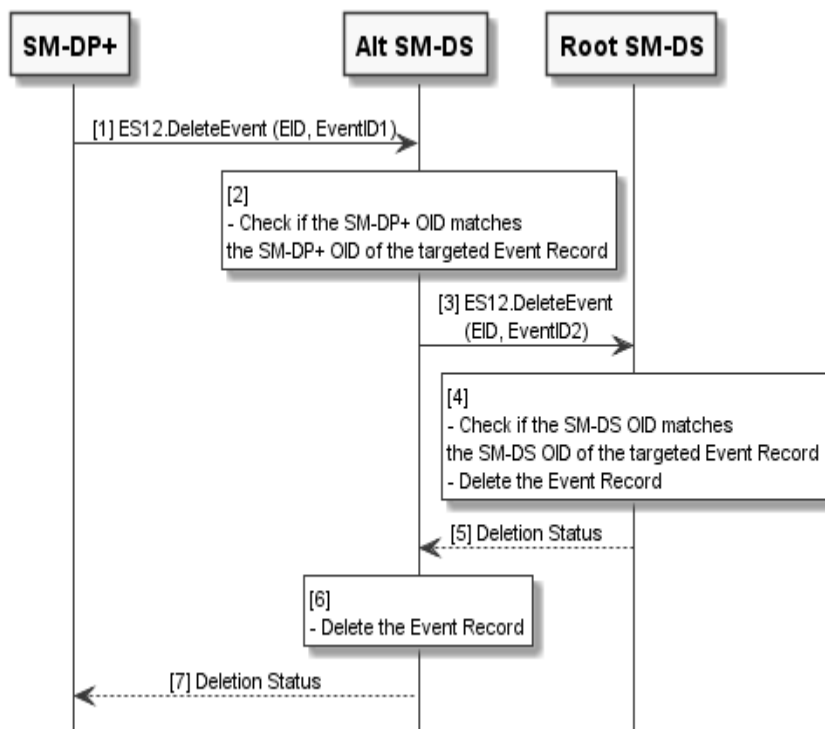 SM-DP+
Alt SM-DS
Root SM-DS
[1] ES12.DeleteEvent (EID, EventID1)
[2]
- Check if the SM-DP+ OID matches
the SM-DP+ OID of the targeted Event Record
[3] ES12.DeleteEvent
(EID, EventID2)
[4]
- Check if the SM-DS OID matches
the SM-DS OID of the targeted Event Record
- Delete the Event Record
[5] Deletion Status
[6]
- Delete the Event Record
[7] Deletion Status